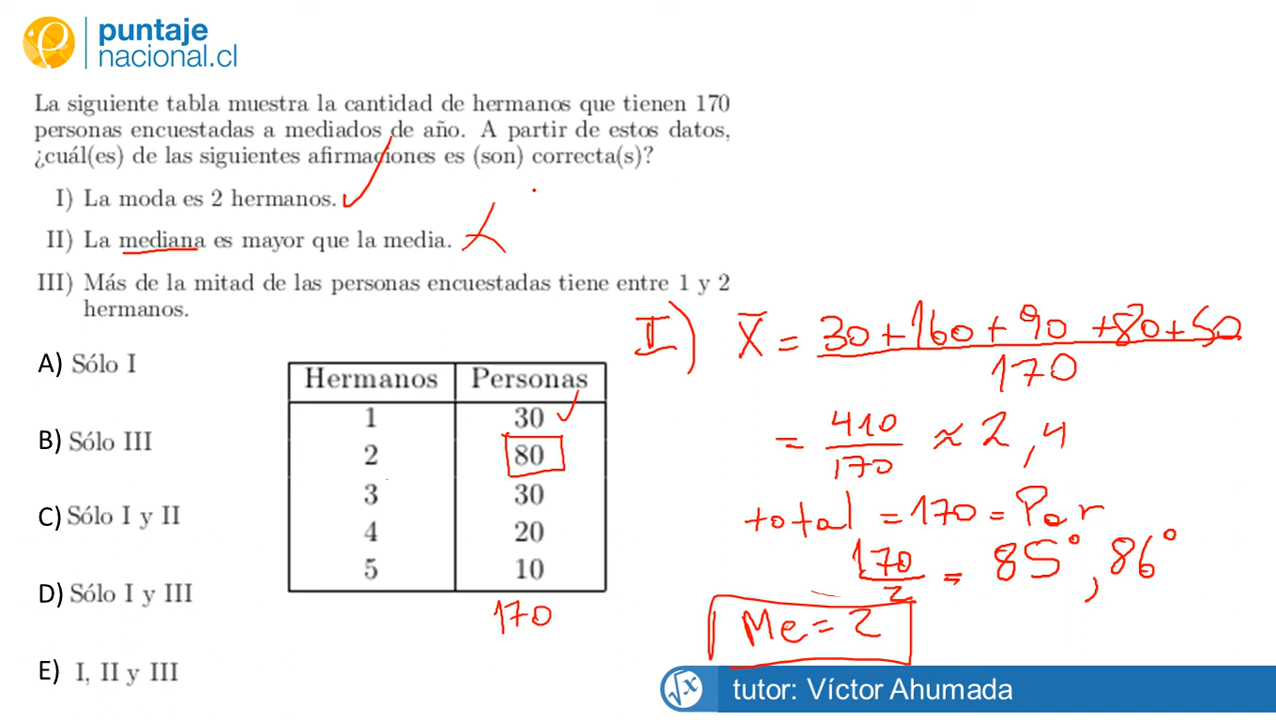 puntaje
nacional.cl
La siguiente tabla muestra la cantidad de hermanos que tienen 170
personas encuestadas a mediados de año. A partir de estos datos,
¿cuál(es) de las siguientes afirmaciones es (son) correcta(s)?
I) La moda es 2 hermanos.
II) La mediana es mayor que la media.
III) Más de la mitad de las personas encuestadas tiene entre 1 y 2
hermanos.
A) Sólo I
B) Sólo III
C) Sólo I y II
D) Sólo I y III
E) I, II y III
Hermanos Personas
1 30
2 80
3 30
4 20
5 10
170
I) X̄ = 30+160+90+80+50
170
= 410/170 ≈ 2,4
total = 170 = Par
170/2 = 85°, 86°
Me = 2
√x
tutor: Víctor Ahumada